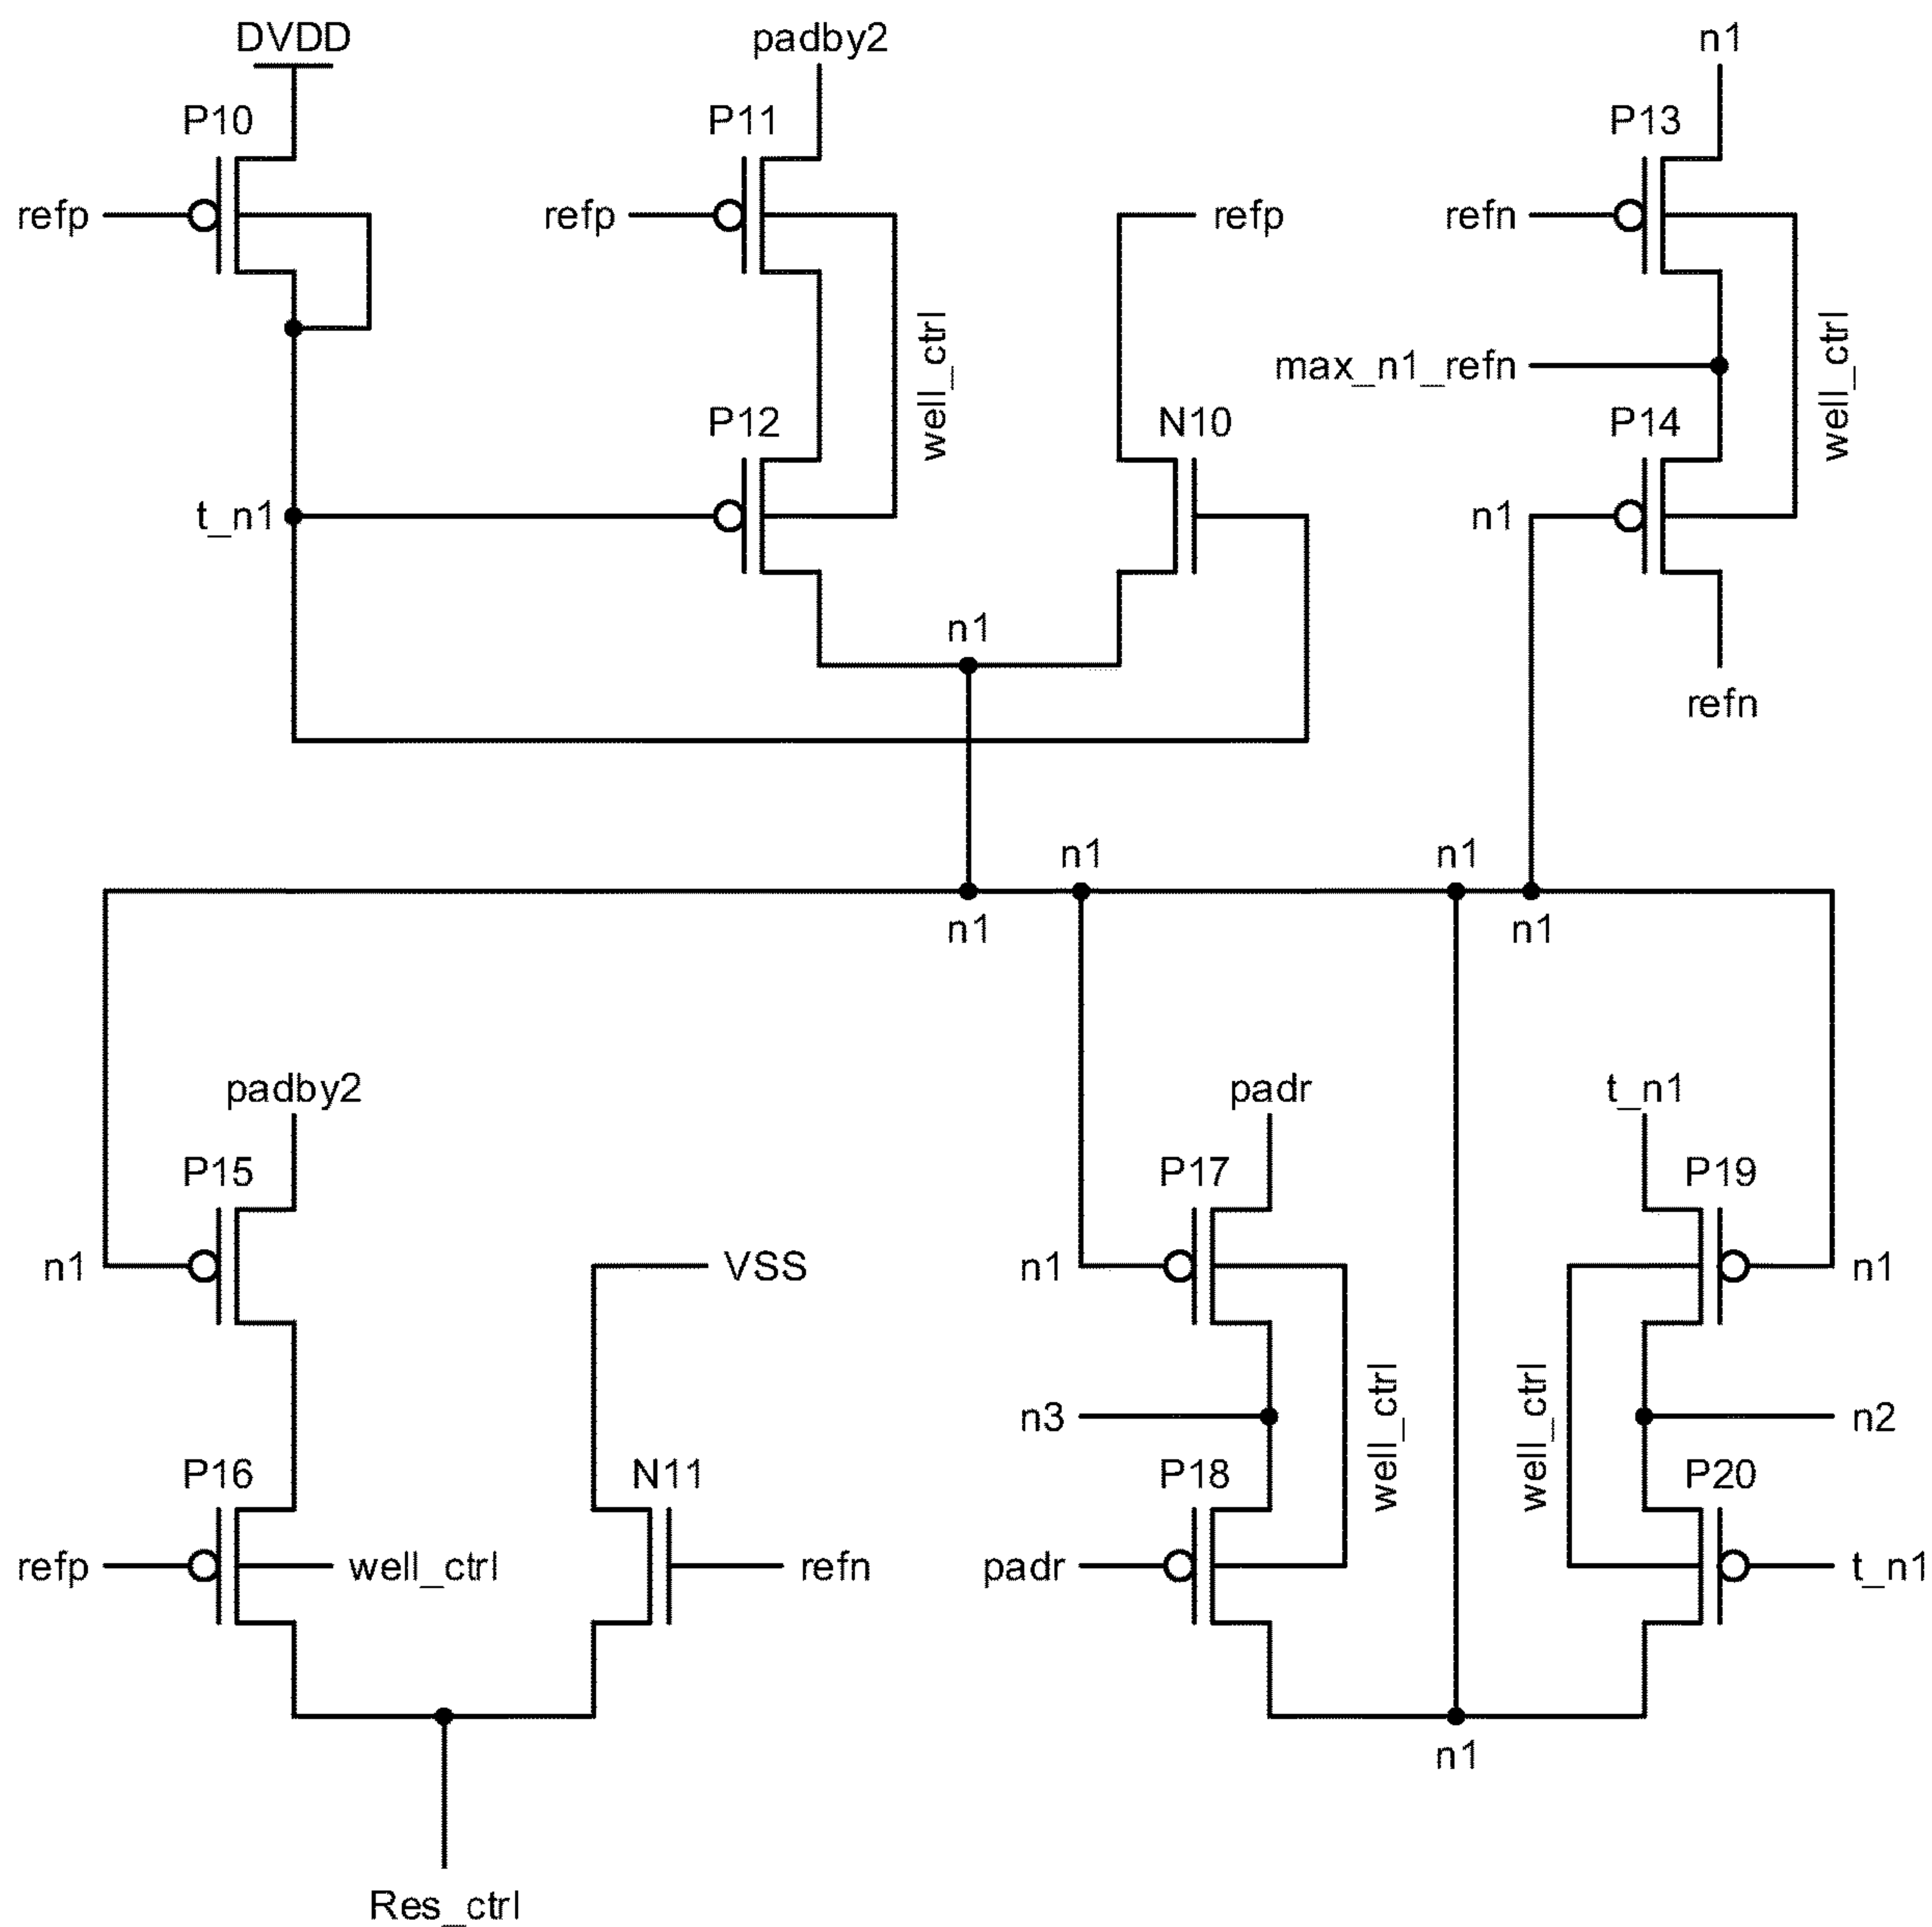 DVDD
padby2
n1
P10
P11
P13
refp
refp
refp
refn
well_ctrl
well_ctrl
max_n1_refn
P12
N10
P14
t_n1
n1
n1
refn
n1
n1
n1
n1
padby2
padr
t_n1
P15
P17
P19
n1
VSS
n1
n1
well_ctrl
well_ctrl
n3
n2
P16
N11
P18
P20
refp
well_ctrl
refn
padr
t_n1
n1
Res_ctrl